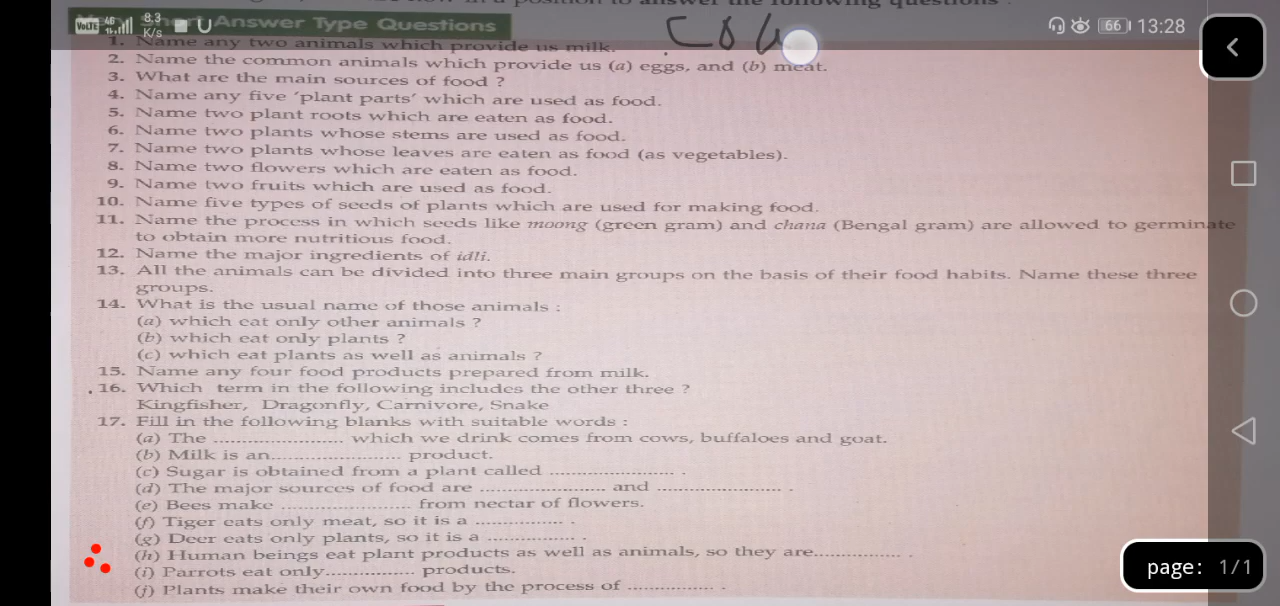 answer the following questions :
VoLTE 4G 8.3 K/s U 66 13:28
Answer Type Questions
cow
1. Name any two animals which provide us milk.
2. Name the common animals which provide us (a) eggs, and (b) meat.
3. What are the main sources of food ?
4. Name any five 'plant parts' which are used as food.
5. Name two plant roots which are eaten as food.
6. Name two plants whose stems are used as food.
7. Name two plants whose leaves are eaten as food (as vegetables).
8. Name two flowers which are eaten as food.
9. Name two fruits which are used as food.
10. Name five types of seeds of plants which are used for making food.
11. Name the process in which seeds like moong (green gram) and chana (Bengal gram) are allowed to germinate
to obtain more nutritious food.
12. Name the major ingredients of idli.
13. All the animals can be divided into three main groups on the basis of their food habits. Name these three
groups.
14. What is the usual name of those animals :
(a) which eat only other animals ?
(b) which eat only plants ?
(c) which eat plants as well as animals ?
15. Name any four food products prepared from milk.
16. Which term in the following includes the other three ?
Kingfisher, Dragonfly, Carnivore, Snake
17. Fill in the following blanks with suitable words :
(a) The .................... which we drink comes from cows, buffaloes and goat.
(b) Milk is an.................... product.
(c) Sugar is obtained from a plant called .................... .
(d) The major sources of food are .................... and .................... .
(e) Bees make .................... from nectar of flowers.
(f) Tiger eats only meat, so it is a .............. .
(g) Deer eats only plants, so it is a .............. .
(h) Human beings eat plant products as well as animals, so they are.............. .
(i) Parrots eat only.............. products.
(j) Plants make their own food by the process of .............. .
page: 1/1